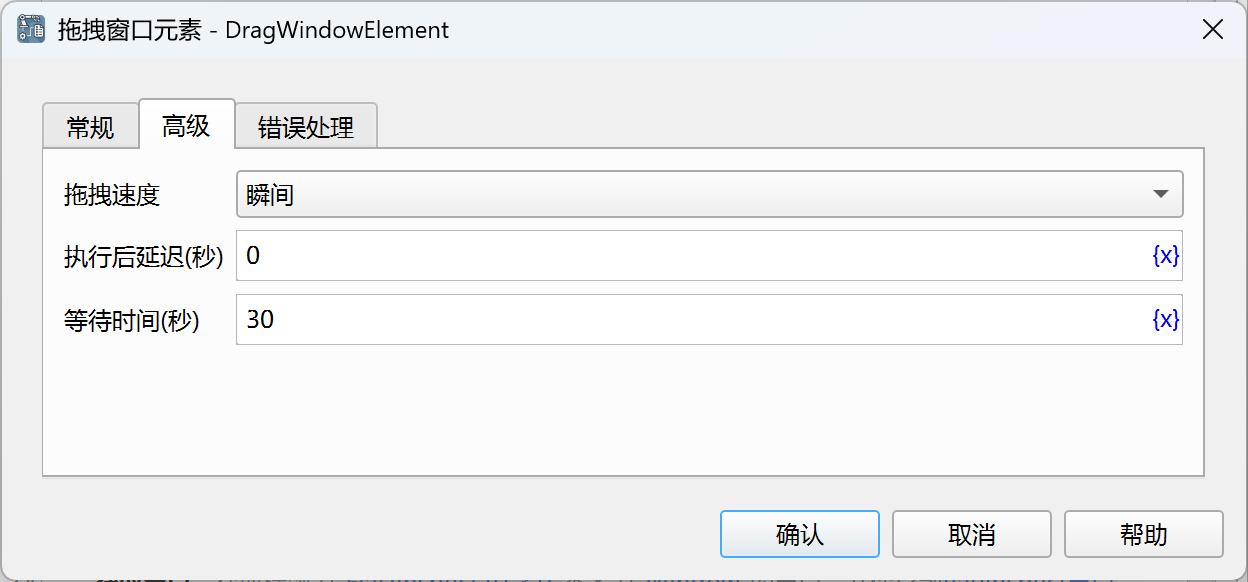 拖拽窗口元素 - DragWindowElement
常规 高级 错误处理
拖拽速度 瞬间
执行后延迟(秒) 0 {x}
等待时间(秒) 30 {x}
确认 取消 帮助